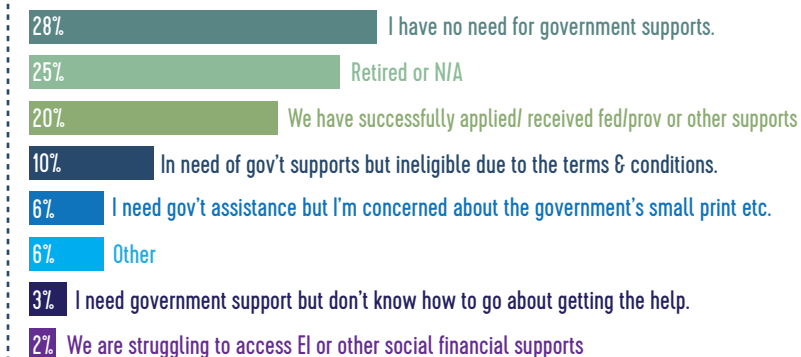 28% I have no need for government supports.
25% Retired or N/A
20% We have successfully applied/ received fed/prov or other supports
10% In need of gov't supports but ineligible due to the terms & conditions.
6% I need gov't assistance but I'm concerned about the government's small print etc.
6% Other
3% I need government support but don't know how to go about getting the help.
2% We are struggling to access EI or other social financial supports